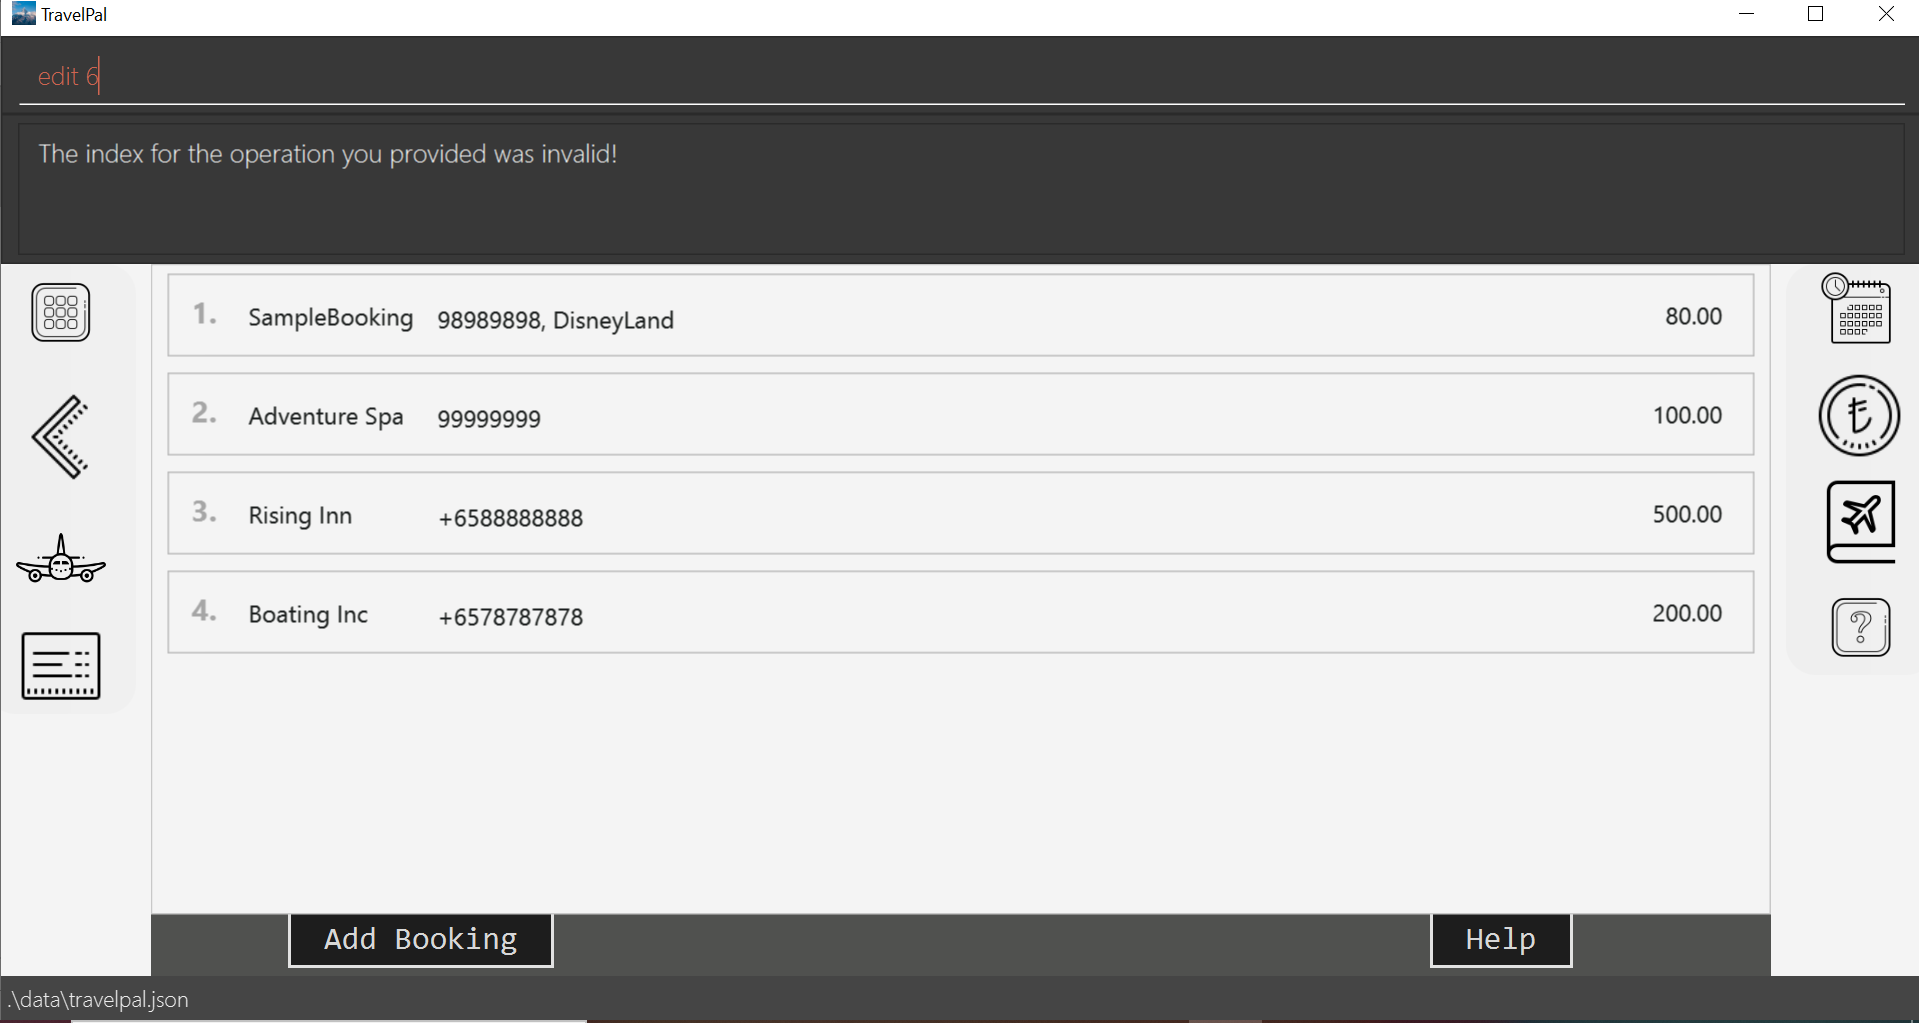 TravelPal
edit 6
The index for the operation you provided was invalid!
1. SampleBooking 98989898, DisneyLand 80.00
2. Adventure Spa 99999999 100.00
3. Rising Inn +6588888888 500.00
4. Boating Inc +6578787878 200.00
?
Add Booking Help
.\data\travelpal.json